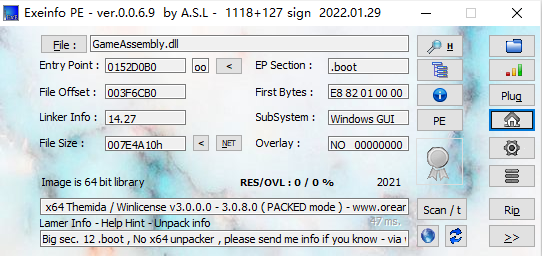 Exeinfo PE - ver.0.0.6.9 by A.S.L - 1118+127 sign 2022.01.29
File : GameAssembly.dll H
Entry Point : 0152D0B0 oo < EP Section : .boot
File Offset : 003F6CB0 First Bytes : E8 82 01 00 00 Plug
Linker Info : 14.27 SubSystem : Windows GUI PE
File Size : 007E4A10h < NET Overlay : NO 00000000
Image is 64 bit library RES/OVL : 0 / 0 % 2021
x64 Themida / Winlicense v3.0.0.0 - 3.0.8.0 ( PACKED mode ) - www.orear Scan / t Rip
Lamer Info - Help Hint - Unpack info 47 ms.
Big sec. 12 .boot , No x64 unpacker , please send me info if you know - via >>